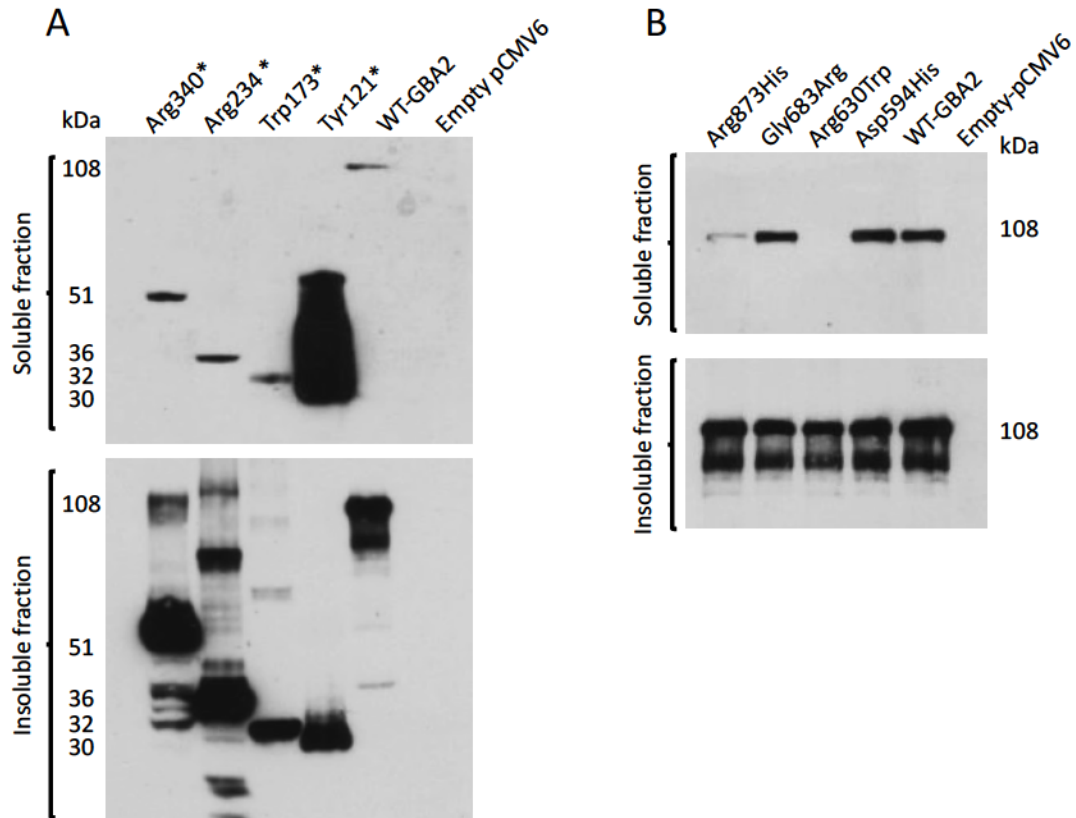 A
Arg340*
Arg234 *
Trp173*
Tyr121*
WT-GBA2
Empty pCMV6
kDa
Soluble fraction
108
51
36
32
30
Insoluble fraction
108
51
36
32
30
B
Arg873His
Gly683Arg
Arg630Trp
Asp594His
WT-GBA2
Empty-pCMV6
kDa
Soluble fraction
108
Insoluble fraction
108